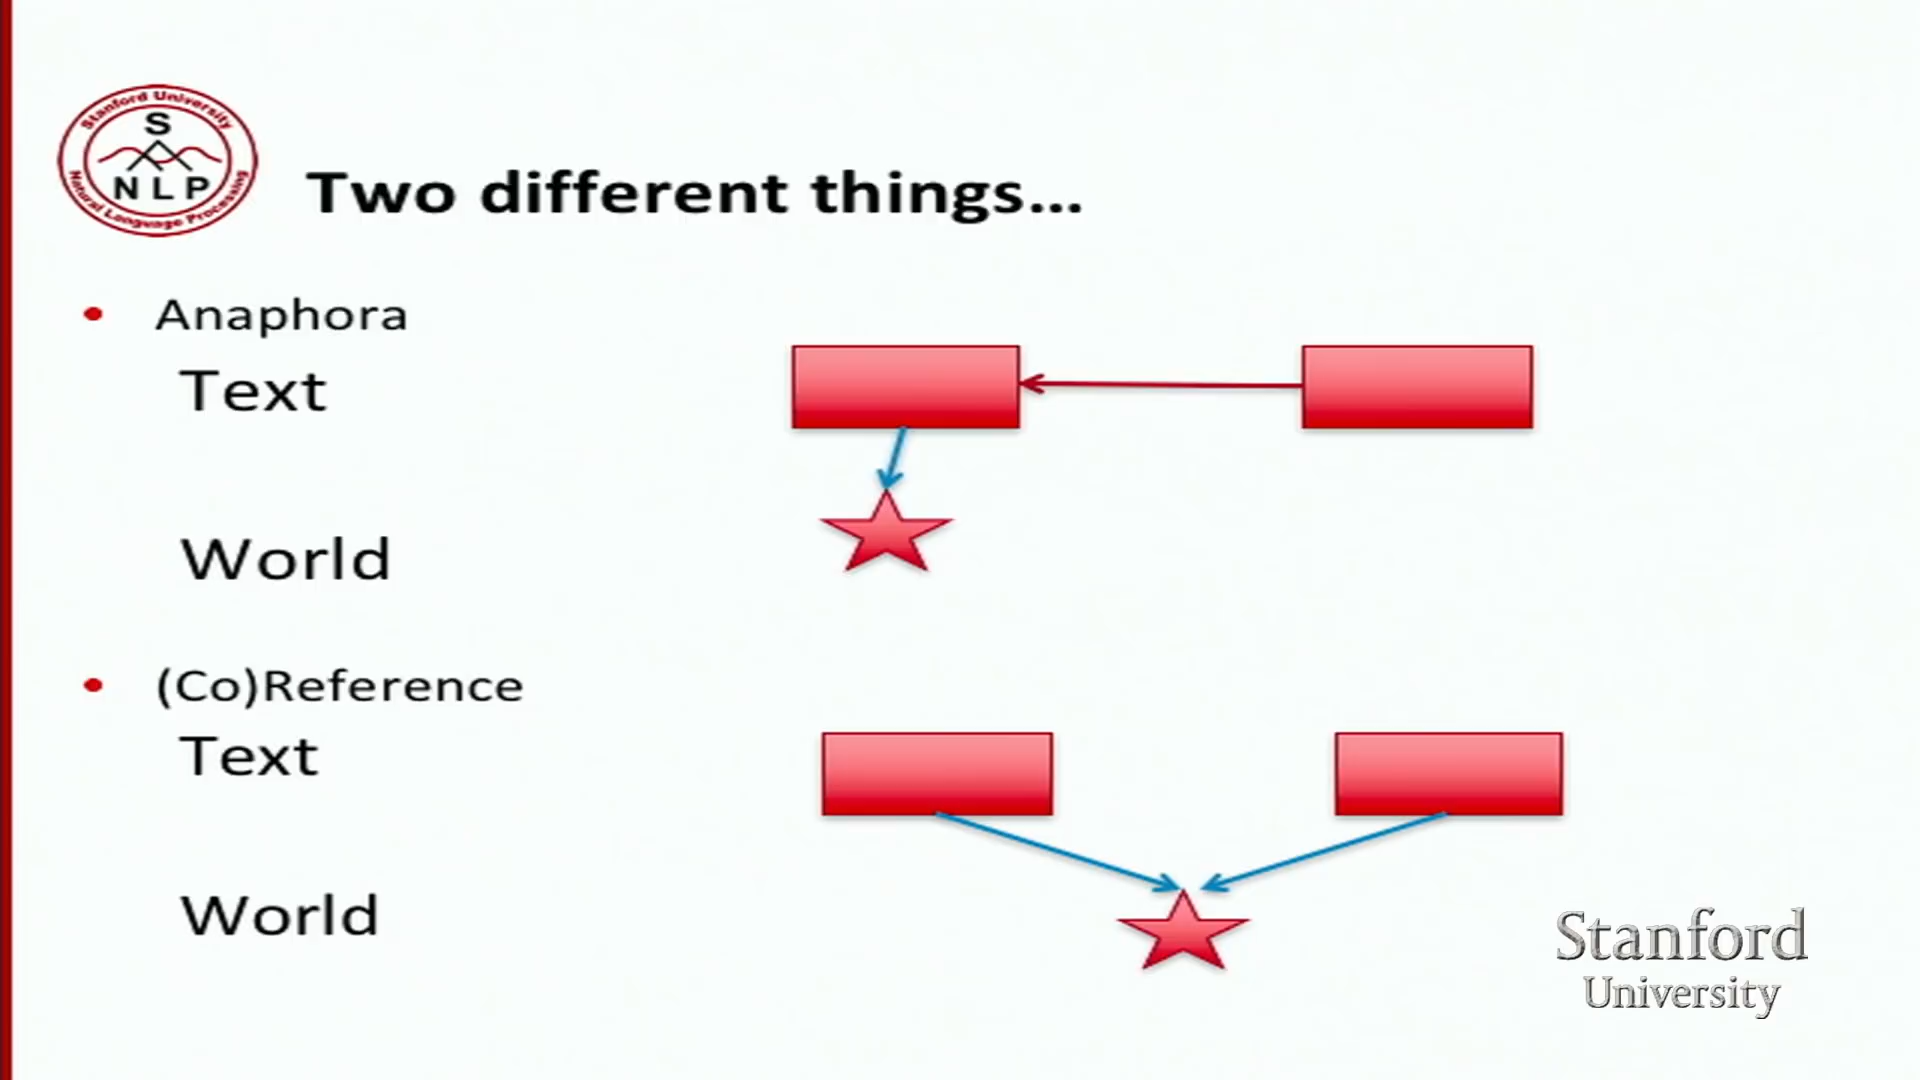 Stanford University
S
NLP
Natural Language Processing
Two different things...
• Anaphora
Text
World
• (Co)Reference
Text
World
Stanford
University